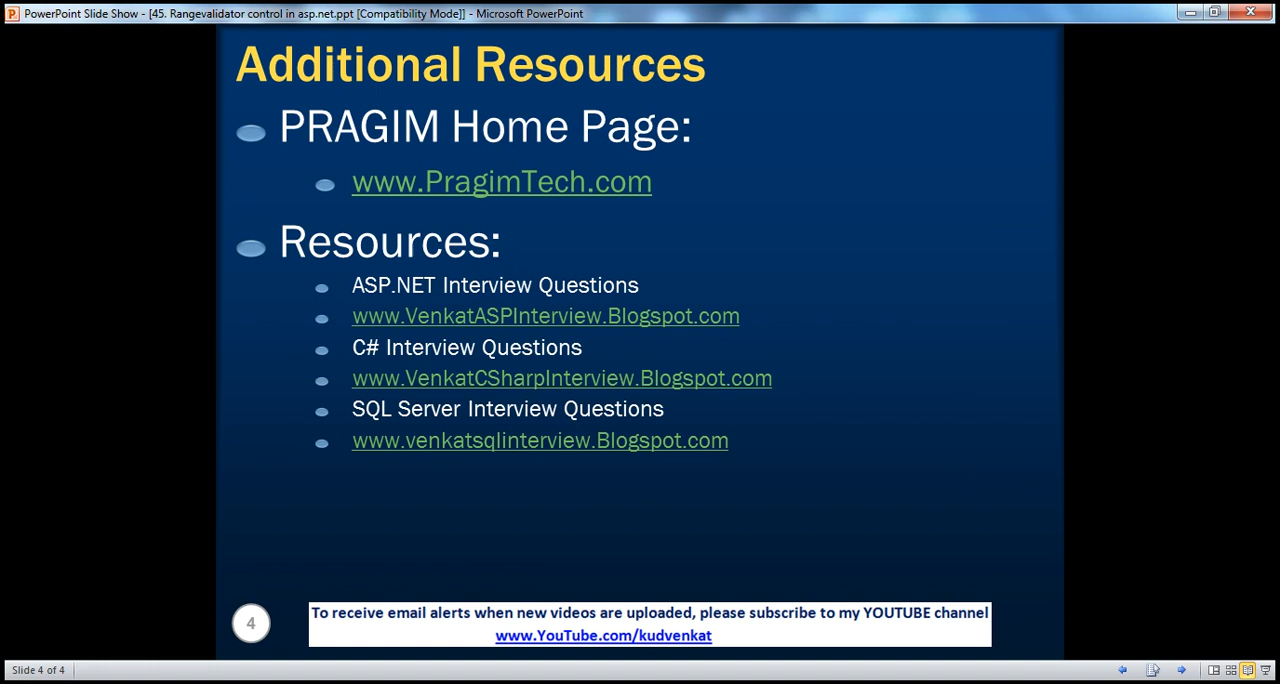 PowerPoint Slide Show - [45. Rangevalidator control in asp.net.ppt [Compatibility Mode]] - Microsoft PowerPoint
Additional Resources
PRAGIM Home Page:
www.PragimTech.com
Resources:
ASP.NET Interview Questions
www.VenkatASPInterview.Blogspot.com
C# Interview Questions
www.VenkatCSharpInterview.Blogspot.com
SQL Server Interview Questions
www.venkatsqlinterview.Blogspot.com
4
To receive email alerts when new videos are uploaded, please subscribe to my YOUTUBE channel
www.YouTube.com/kudvenkat
Slide 4 of 4